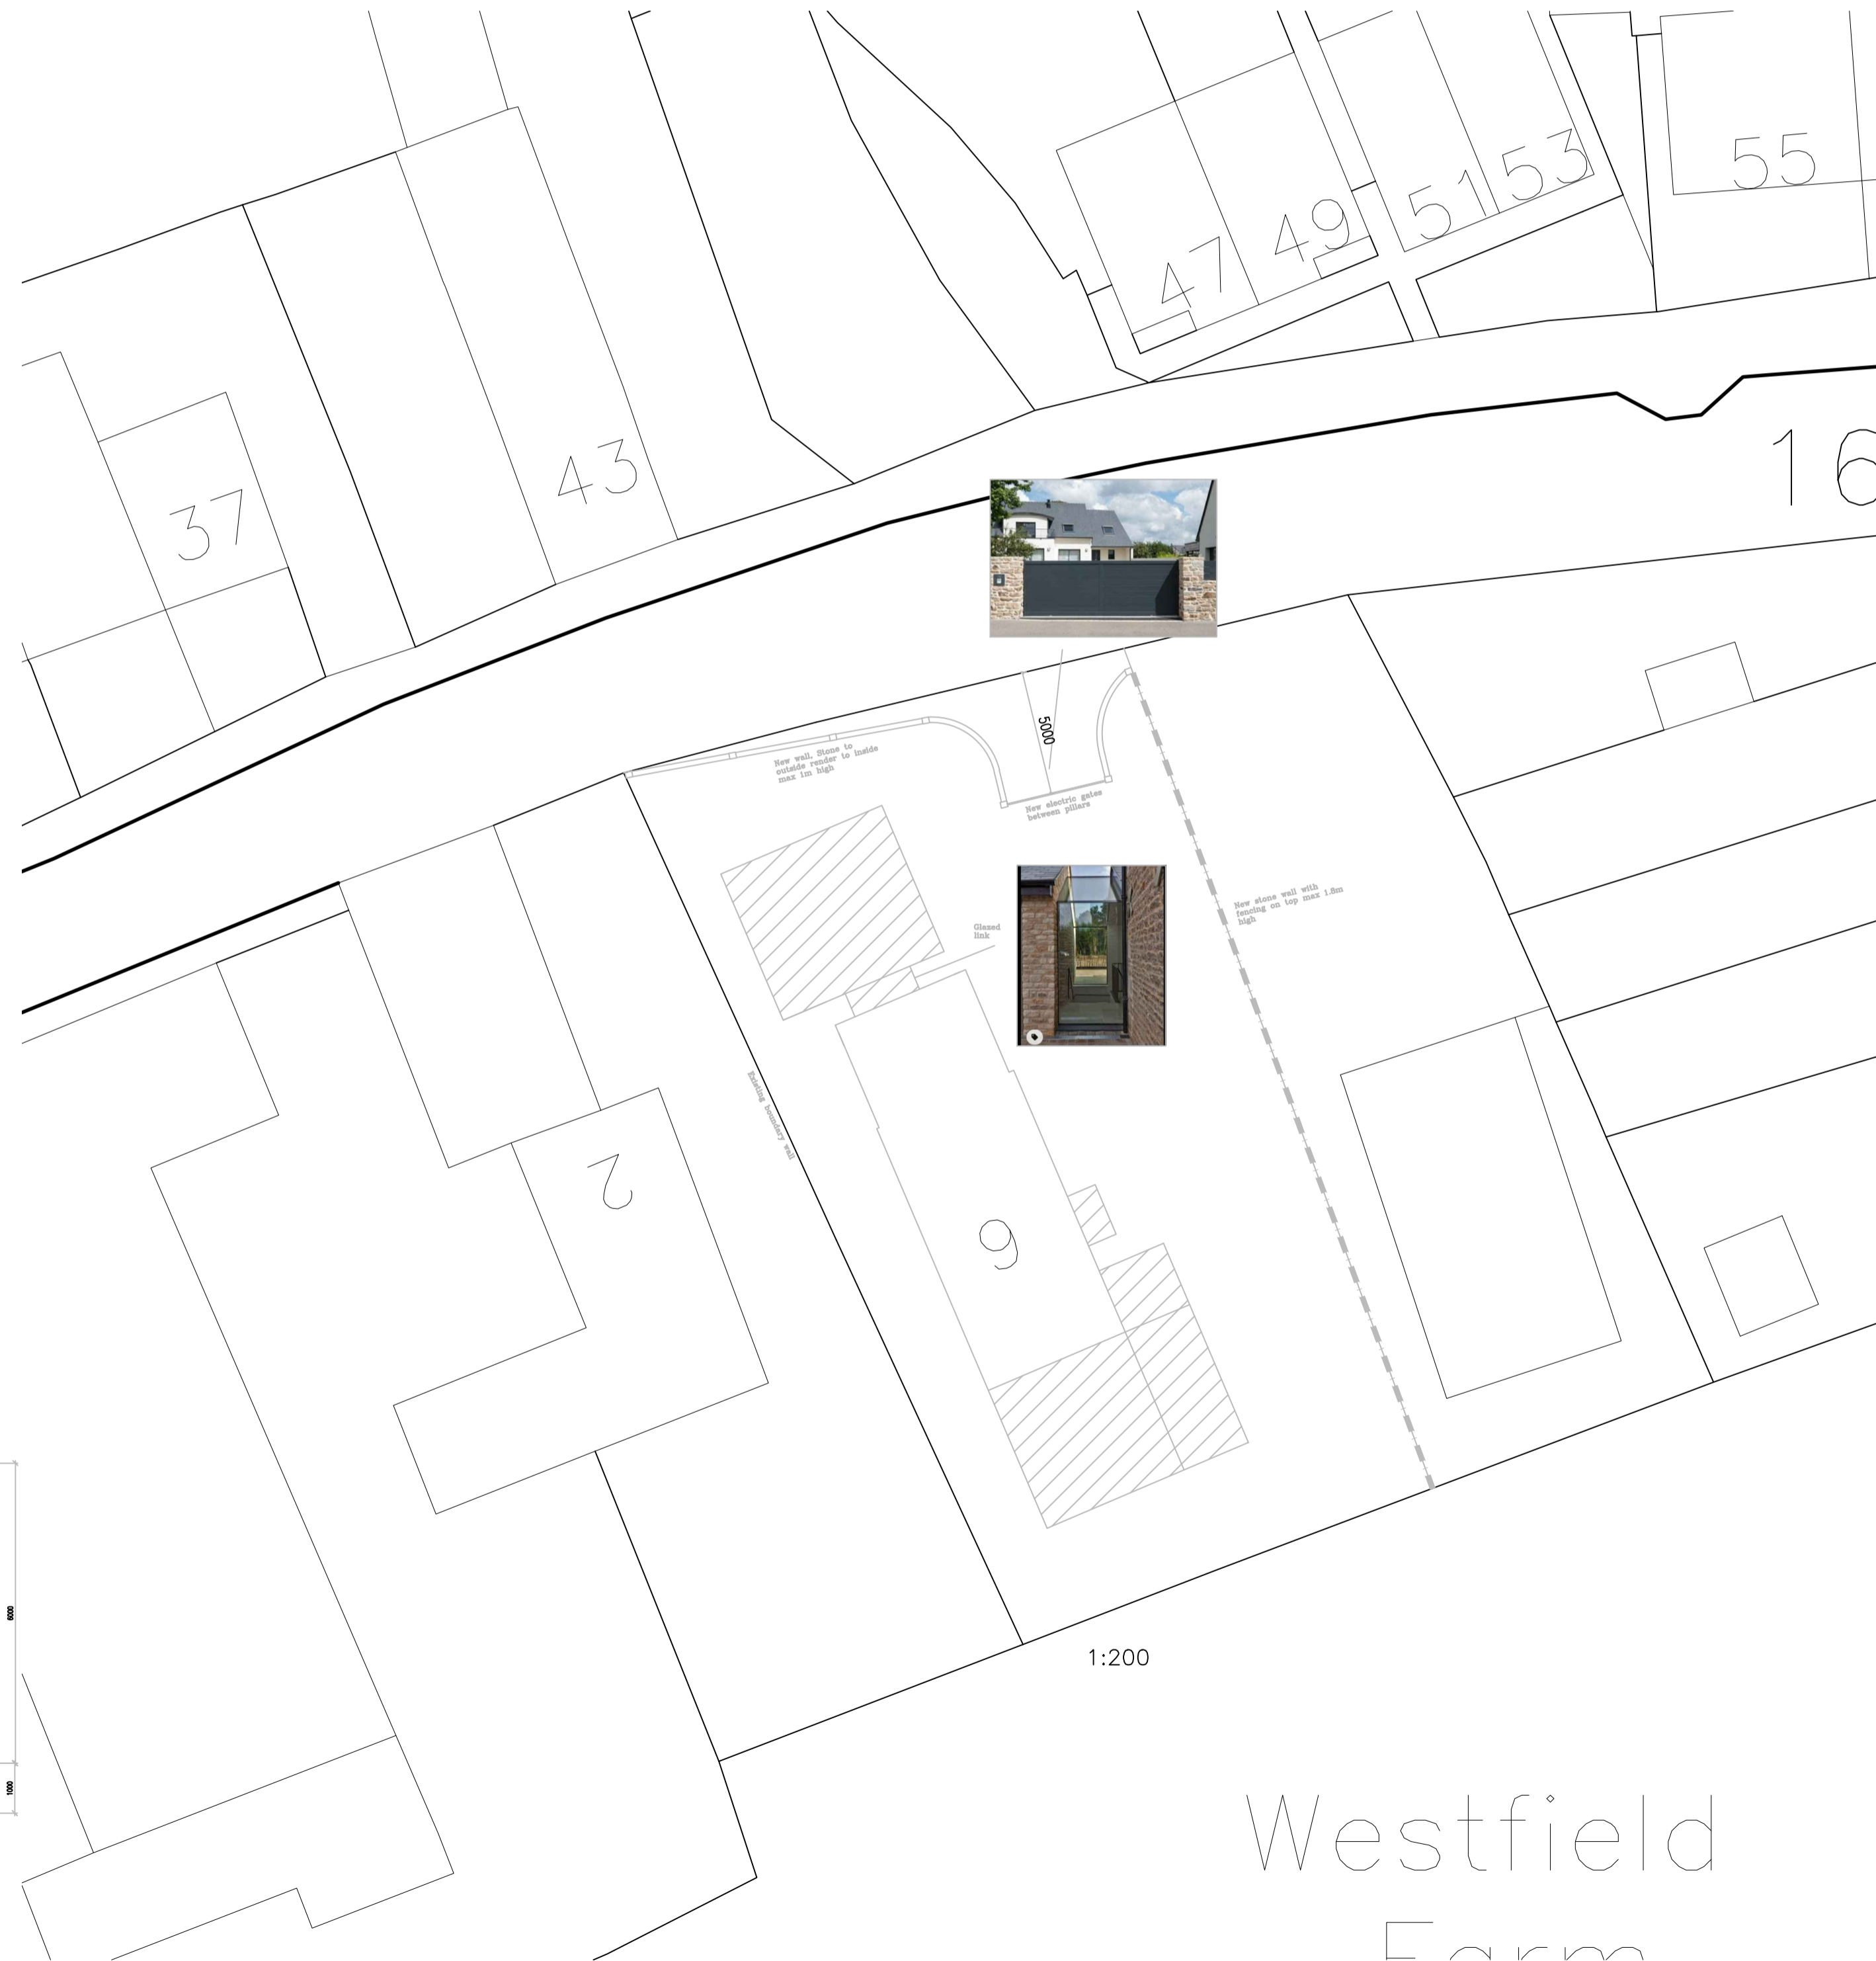 55
53
51
49
47
43
37
16
5000
New wall. Stone to
outside render to inside
max 1m high
New electric gates
between pillars
New stone wall with
fencing on top max 1.8m
high
Glazed
link
Existing boundary wall
2
9
6000
1:200
1000
Westfield
Farm